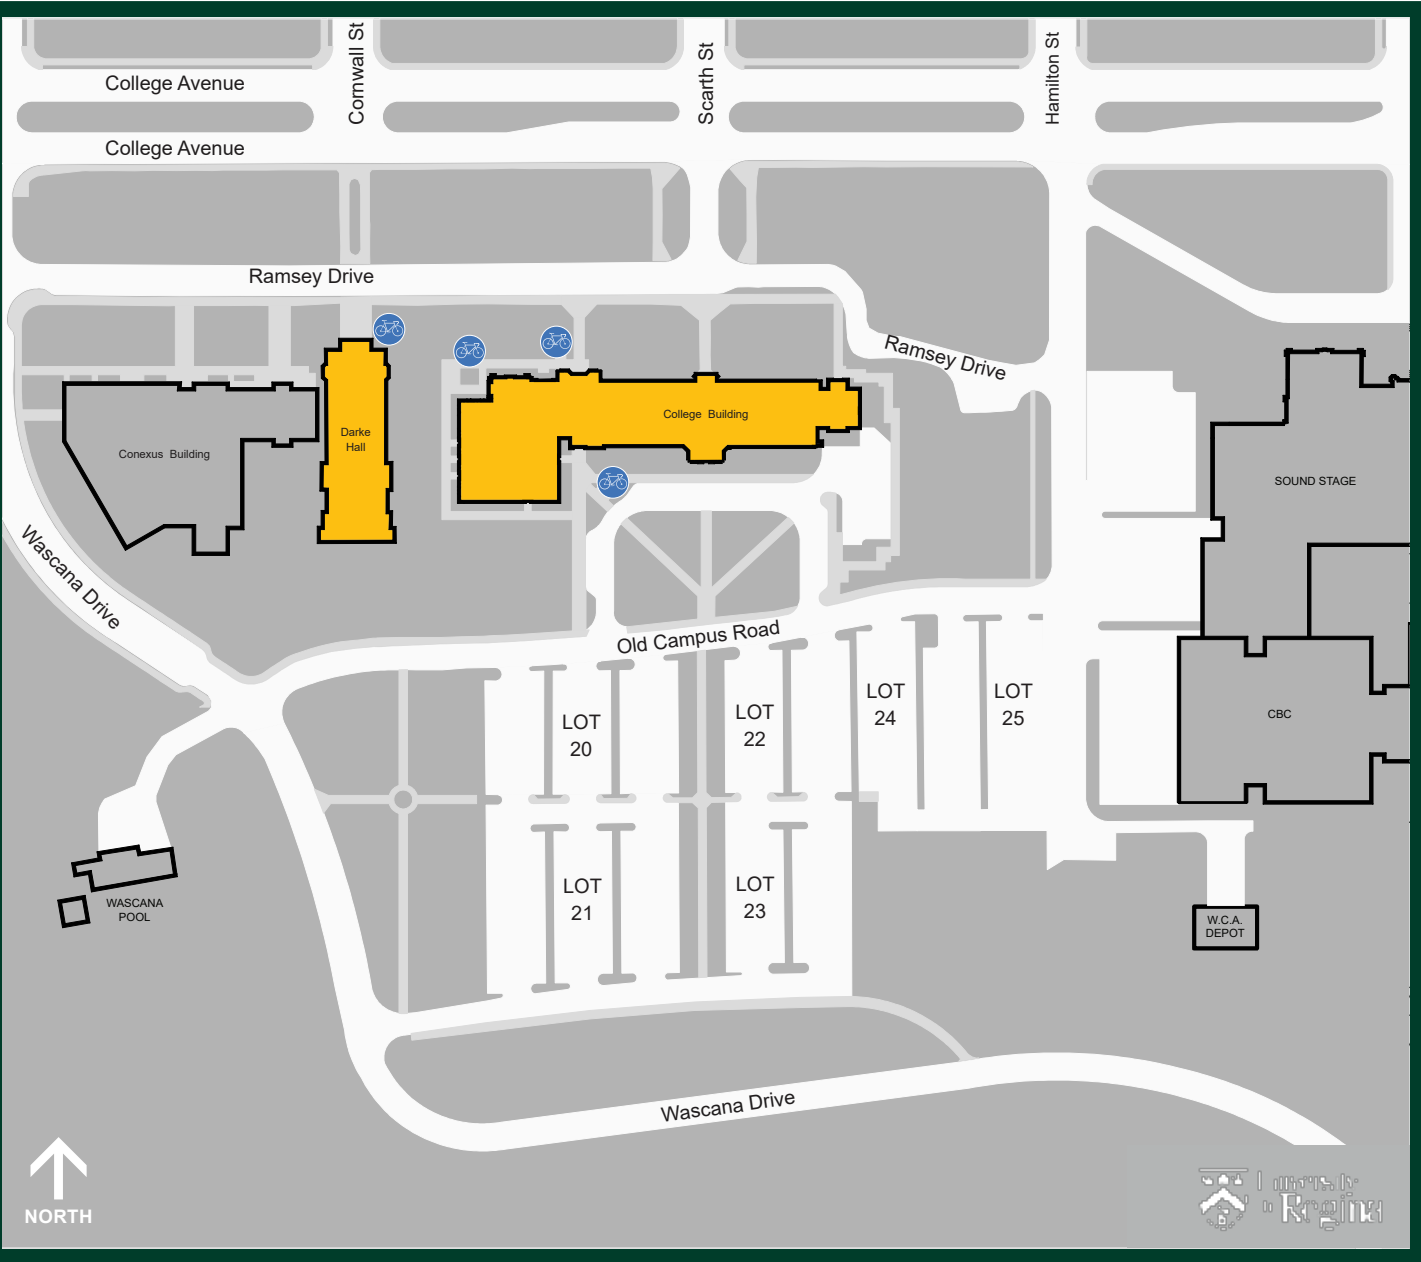 Cornwall St
Scarth St
Hamilton St
College Avenue
College Avenue
Ramsey Drive
Ramsey Drive
Darke
Hall
College Building
Conexus Building
SOUND STAGE
Wascana Drive
Old Campus Road
LOT
20
LOT
22
LOT
24
LOT
25
CBC
LOT
21
LOT
23
WASCANA
POOL
W.C.A.
DEPOT
Wascana Drive
NORTH
Regina